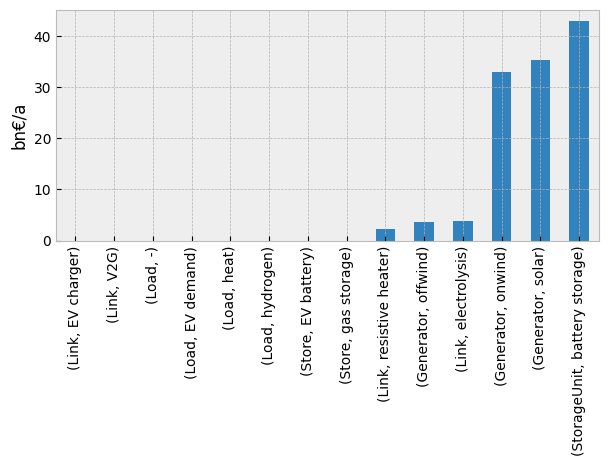 40
30
20
10
0
bn€/a
(Link, EV charger)
(Link, V2G)
(Load, -)
(Load, EV demand)
(Load, heat)
(Load, hydrogen)
(Store, EV battery)
(Store, gas storage)
(Link, resistive heater)
(Generator, offwind)
(Link, electrolysis)
(Generator, onwind)
(Generator, solar)
(StorageUnit, battery storage)